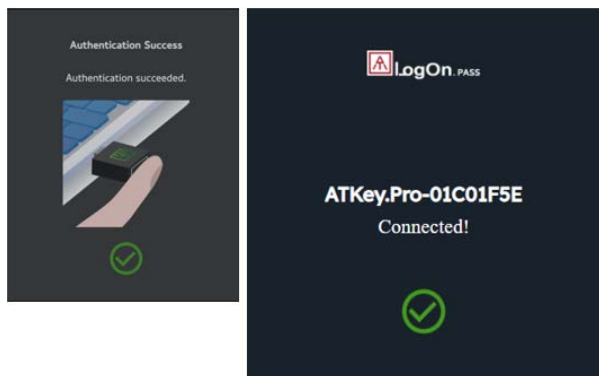 Authentication Success
Authentication succeeded.
LogOn.PASS
ATKey.Pro-01C01F5E
Connected!